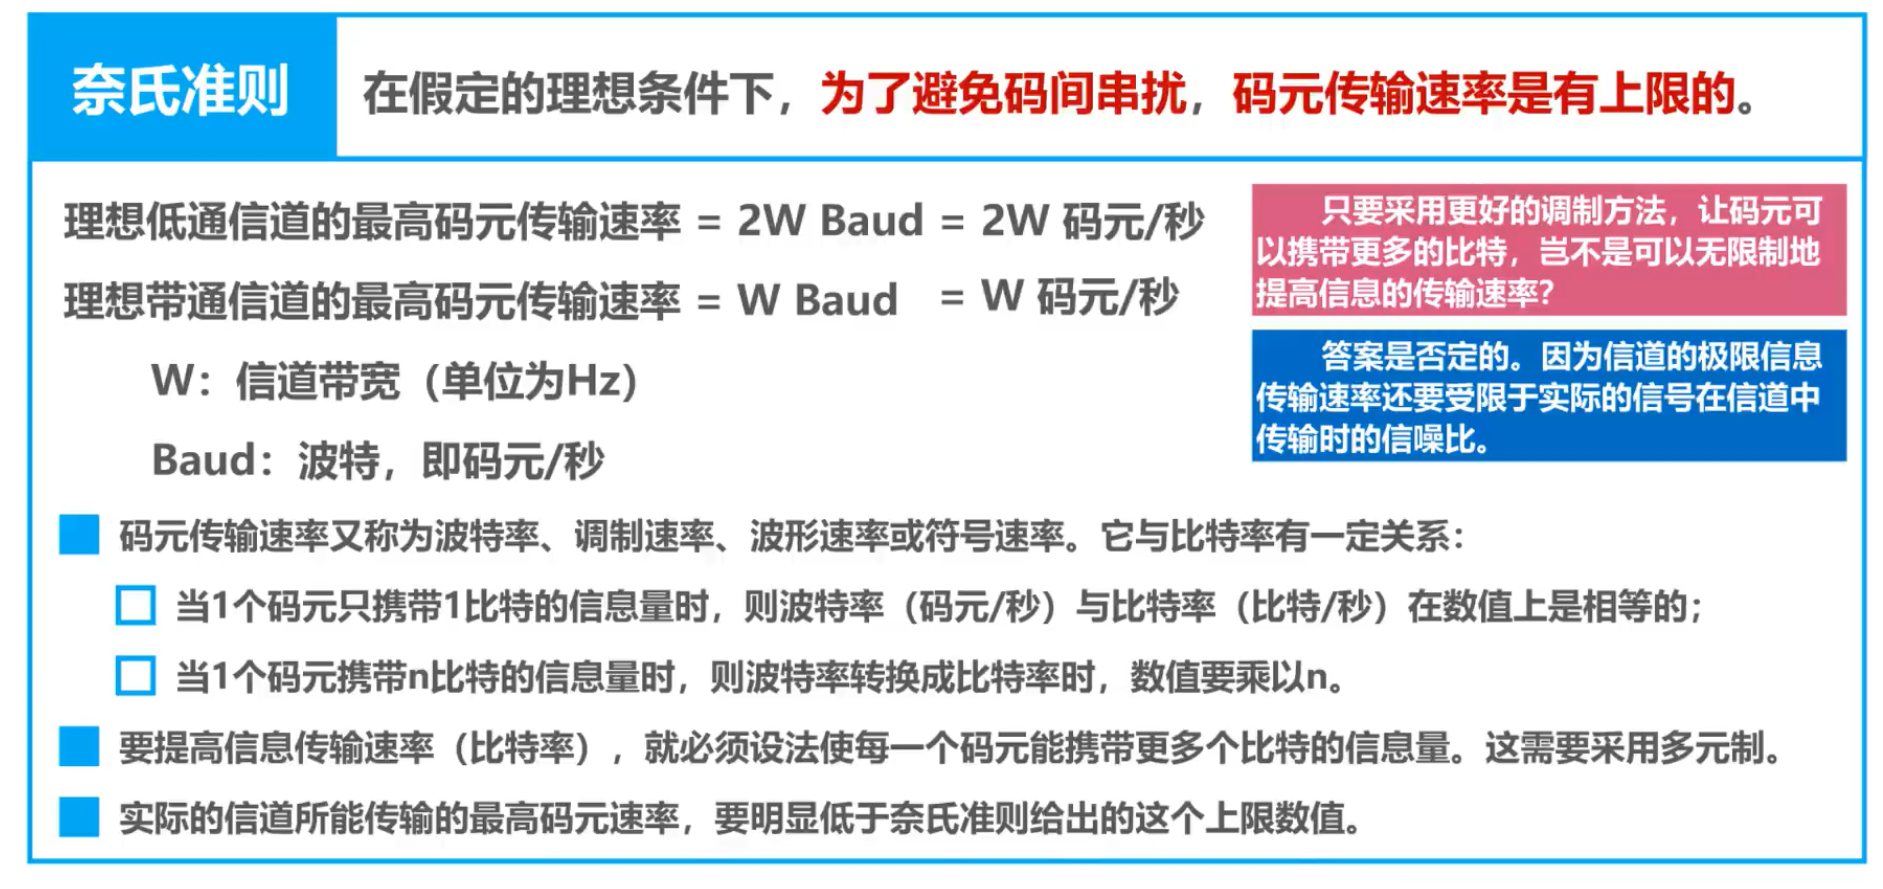 奈氏准则
在假定的理想条件下，为了避免码间串扰，码元传输速率是有上限的。
理想低通信道的最高码元传输速率 = 2W Baud = 2W 码元/秒
理想带通信道的最高码元传输速率 = W Baud = W 码元/秒
W：信道带宽（单位为Hz）
Baud：波特，即码元/秒
只要采用更好的调制方法，让码元可
以携带更多的比特，岂不是可以无限制地
提高信息的传输速率？
答案是否定的。因为信道的极限信息
传输速率还要受限于实际的信号在信道中
传输时的信噪比。
码元传输速率又称为波特率、调制速率、波形速率或符号速率。它与比特率有一定关系：
当1个码元只携带1比特的信息量时，则波特率（码元/秒）与比特率（比特/秒）在数值上是相等的；
当1个码元携带n比特的信息量时，则波特率转换成比特率时，数值要乘以n。
要提高信息传输速率（比特率），就必须设法使每一个码元能携带更多个比特的信息量。这需要采用多元制。
实际的信道所能传输的最高码元速率，要明显低于奈氏准则给出的这个上限数值。